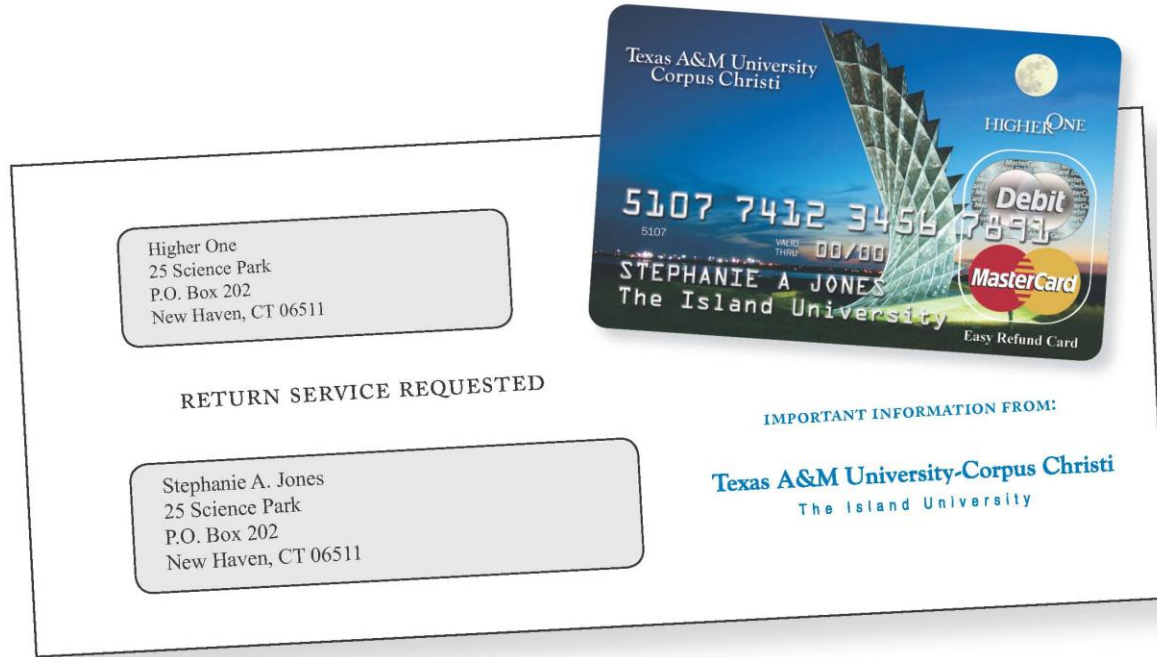 Texas A&M University
Corpus Christi
HIGHERONE
Debit
5107 7412 3456 7891
5107
VALID THRU 00/00
STEPHANIE A JONES
The Island University
MasterCard
Easy Refund Card
Higher One
25 Science Park
P.O. Box 202
New Haven, CT 06511
RETURN SERVICE REQUESTED
Stephanie A. Jones
25 Science Park
P.O. Box 202
New Haven, CT 06511
IMPORTANT INFORMATION FROM:
Texas A&M University-Corpus Christi
The Island University